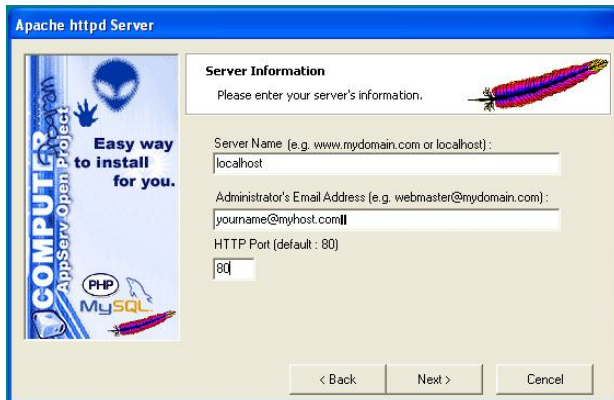 Apache httpd Server
COMPUTER
Program
AppServ Open Project
Easy way
to install
for you.
PHP
MySQL
Server Information
Please enter your server's information.
Server Name (e.g. www.mydomain.com or localhost) :
localhost
Administrator's Email Address (e.g. webmaster@mydomain.com) :
yourname@myhost.com
HTTP Port (default : 80)
80
< Back
Next >
Cencel